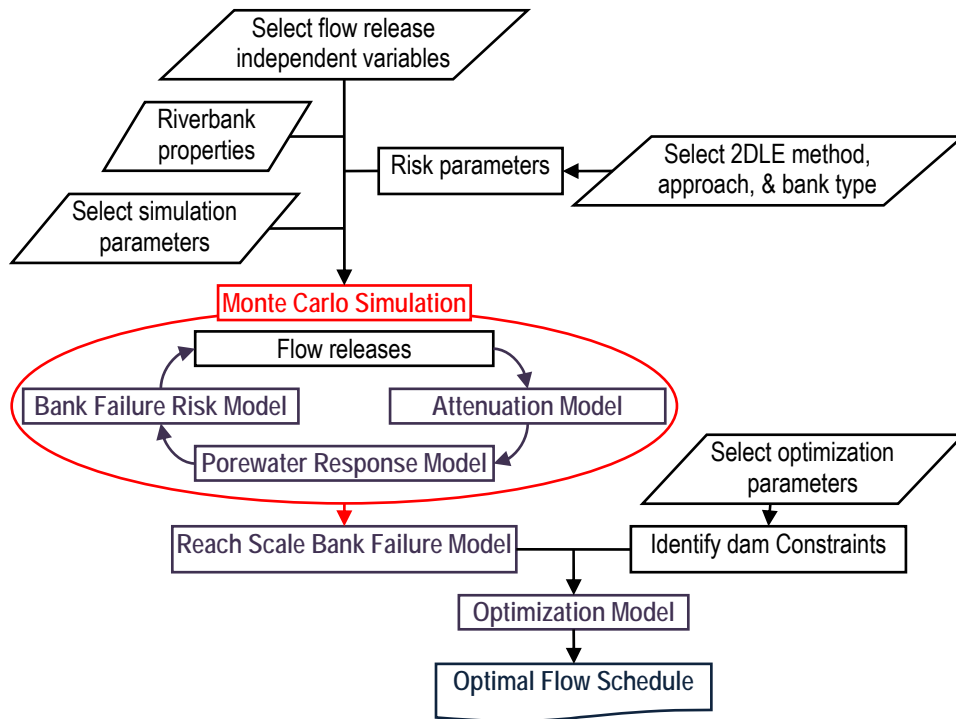 Select flow release
independent variables
Riverbank
properties
Risk parameters
Select 2DLE method,
approach, & bank type
Select simulation
parameters
Monte Carlo Simulation
Flow releases
Bank Failure Risk Model
Attenuation Model
Porewater Response Model
Select optimization
parameters
Reach Scale Bank Failure Model
Identify dam Constraints
Optimization Model
Optimal Flow Schedule